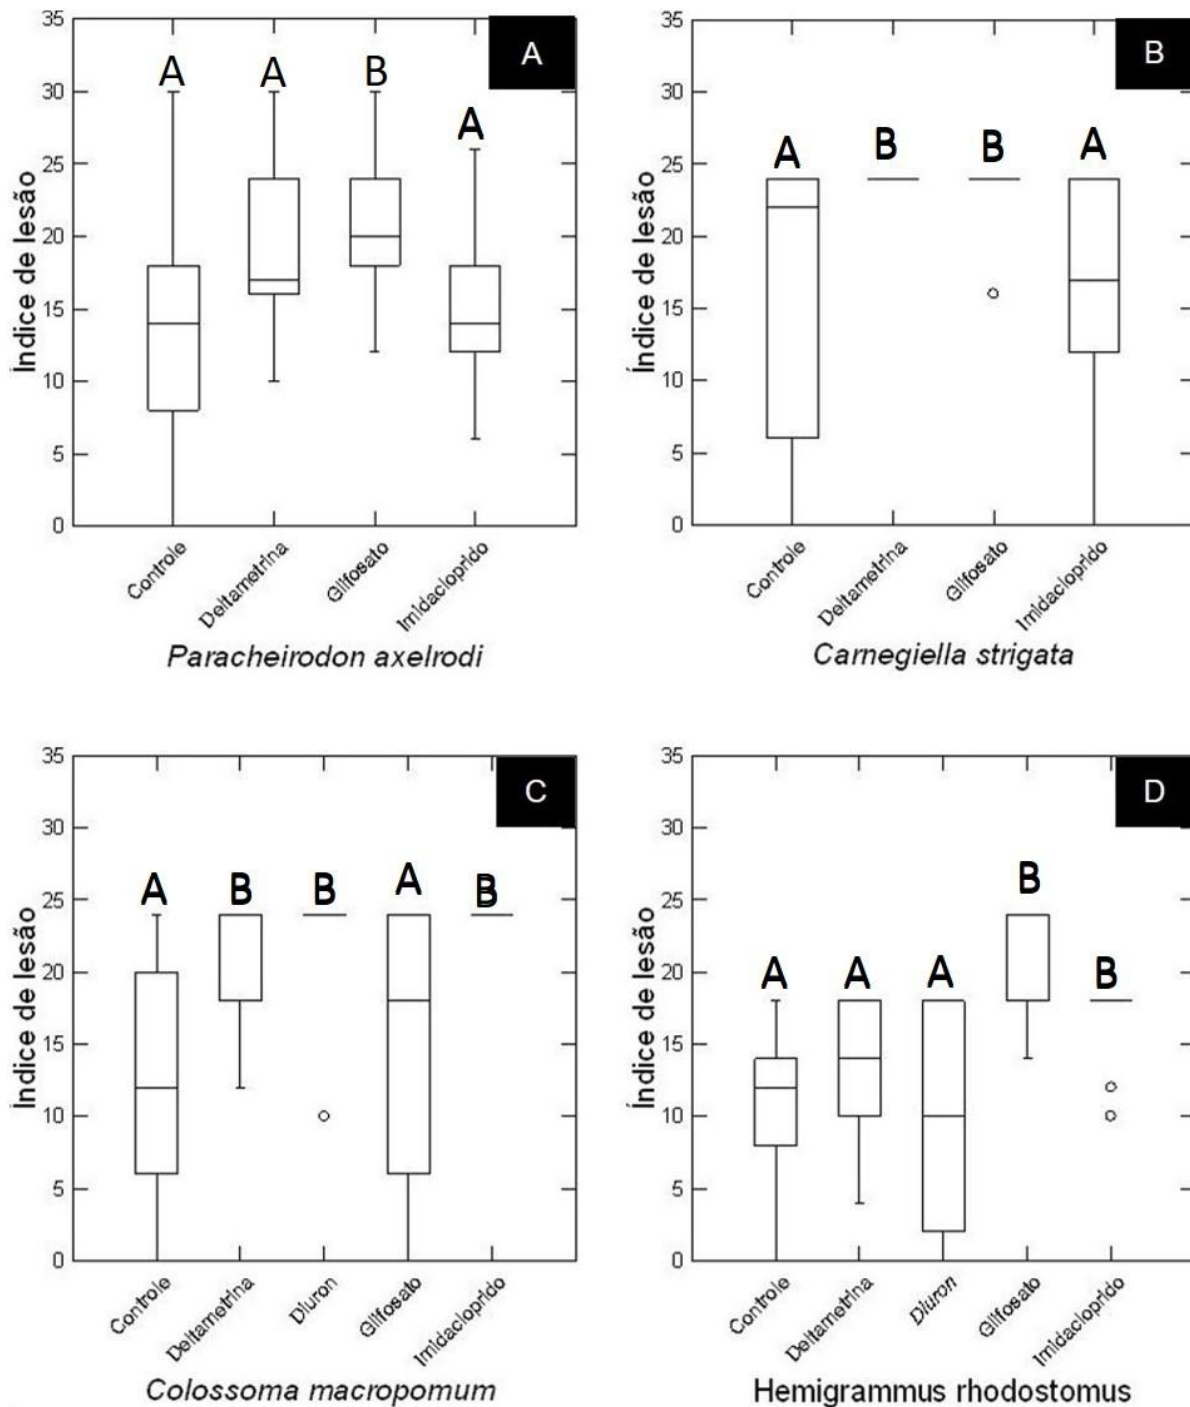 35
30
25
20
15
10
5
0
Índice de lesão
A A B A
A
Controle Deltametrina Glifosato Imidacloprido
Paracheirodon axelrodi
35
30
25
20
15
10
5
0
Índice de lesão
A B B A
B
Controle Deltametrina Glifosato Imidacloprido
Carnegiella strigata
35
30
25
20
15
10
5
0
Índice de lesão
A B B A B
C
Controle Deltametrina Diuron Glifosato Imidacloprido
Colossoma macropomum
35
30
25
20
15
10
5
0
Índice de lesão
A A A B B
D
Controle Deltametrina Diuron Glifosato Imidacloprido
Hemigrammus rhodostomus